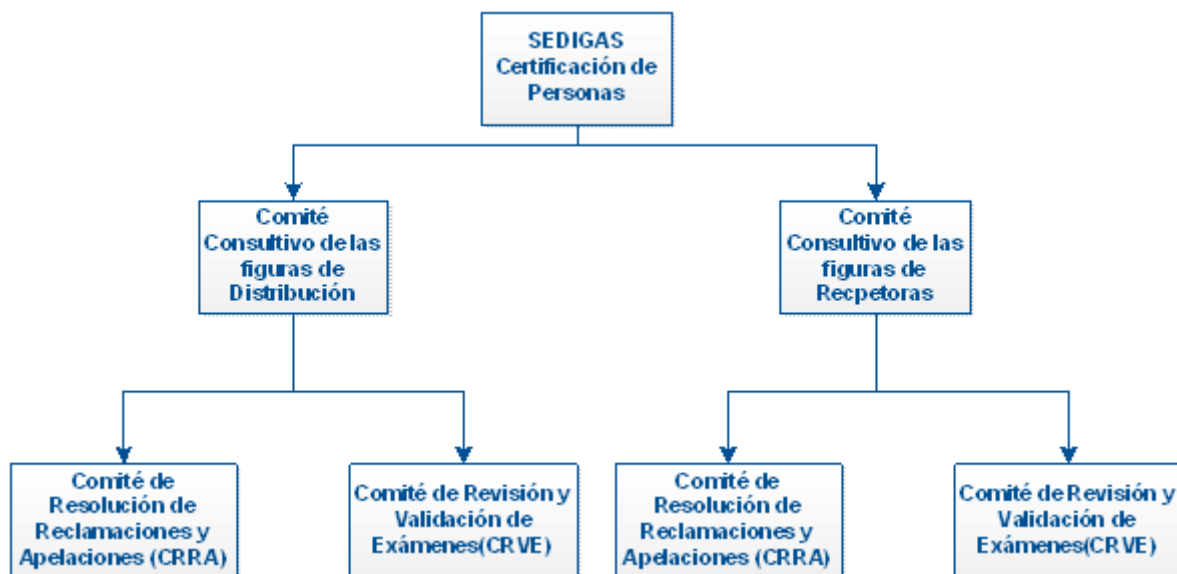 SEDIGAS
Certificación de
Personas
Comité
Consultivo de las
figuras de
Distribución
Comité
Consultivo de las
figuras de
Recpetoras
Comité de
Resolución de
Reclamaciones y
Apelaciones (CRRA)
Comité de Revisión y
Validación de
Exámenes(CRVE)
Comité de
Resolución de
Reclamaciones y
Apelaciones (CRRA)
Comité de Revisión y
Validación de
Exámenes(CRVE)